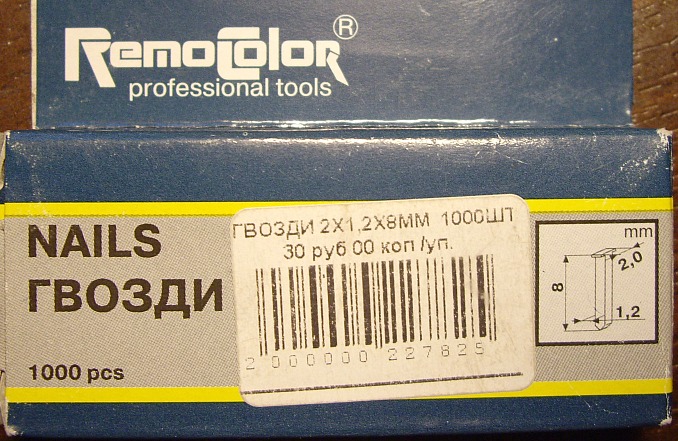 RemoColor®
professional tools
NAILS
ГВОЗДИ
1000 pcs
ГВОЗДИ 2Х1,2Х8ММ 1000ШТ
30 руб 00 коп /уп.
2 000000 227825
mm
2,0
8
1,2